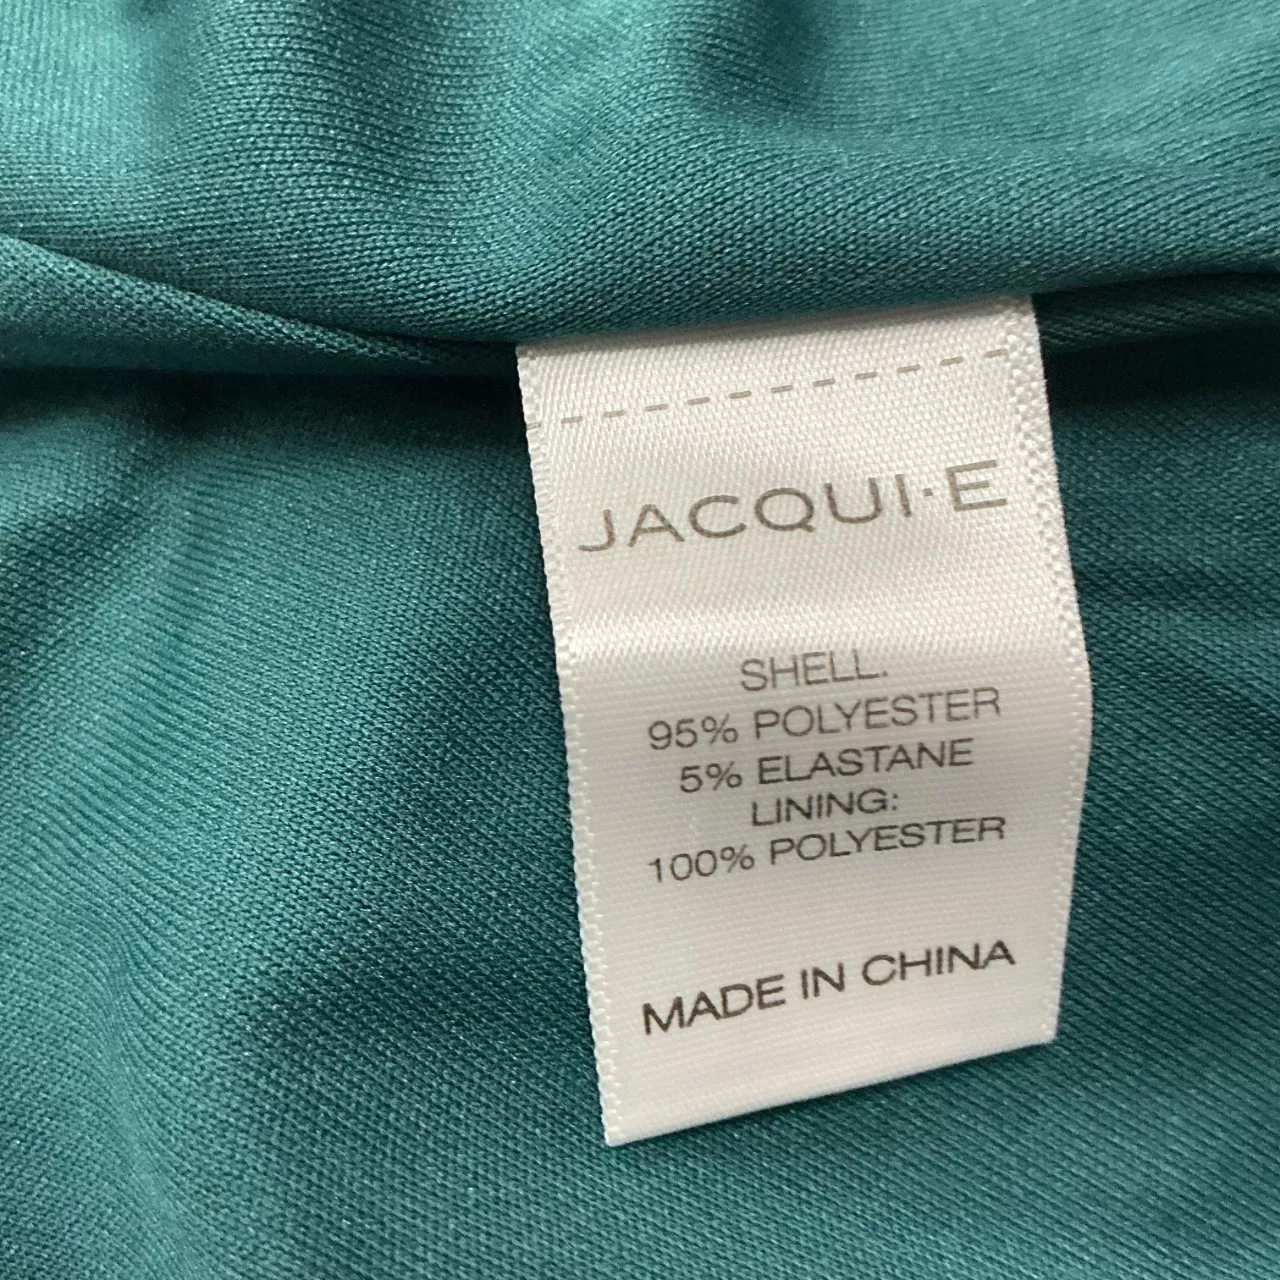 JACQUI·E
SHELL.
95% POLYESTER
5% ELASTANE
LINING:
100% POLYESTER
MADE IN CHINA